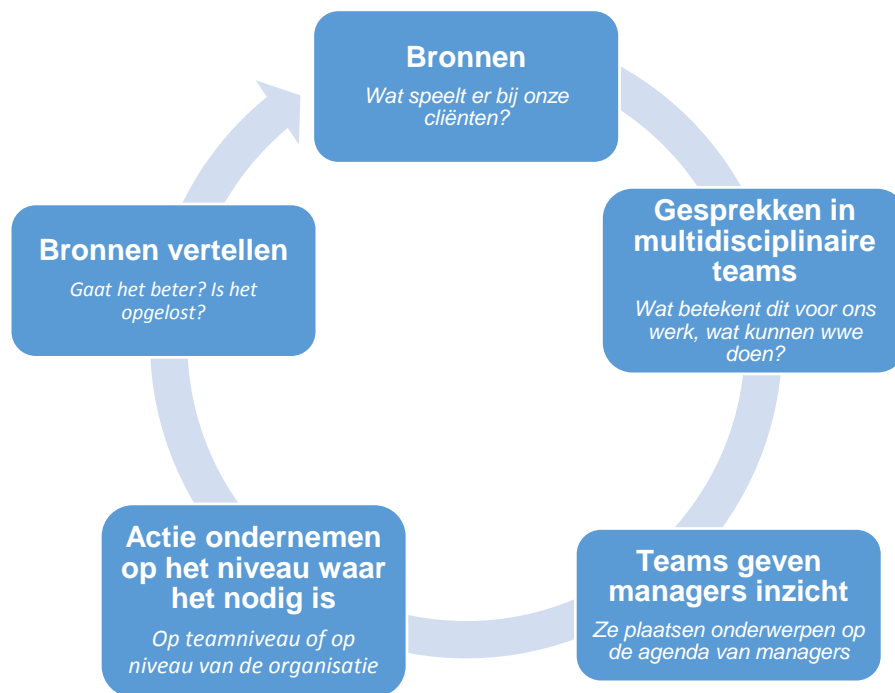 Bronnen
Wat speelt er bij onze
cliënten?
Gesprekken in
multidisciplinaire
teams
Wat betekent dit voor ons
werk, wat kunnen wwe
doen?
Teams geven
managers inzicht
Ze plaatsen onderwerpen op
de agenda van managers
Actie ondernemen
op het niveau waar
het nodig is
Op teamniveau of op
niveau van de organisatie
Bronnen vertellen
Gaat het beter? Is het
opgelost?